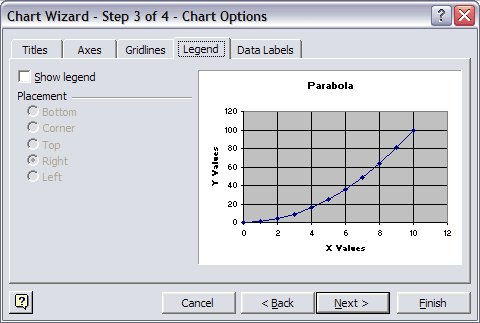 Chart Wizard - Step 3 of 4 - Chart Options
Titles Axes Gridlines Legend Data Labels
Show legend
Placement
Bottom
Corner
Top
Right
Left
Parabola
Y Values
120
100
80
60
40
20
0
0 2 4 6 8 10 12
X Values
Cancel < Back Next > Finish